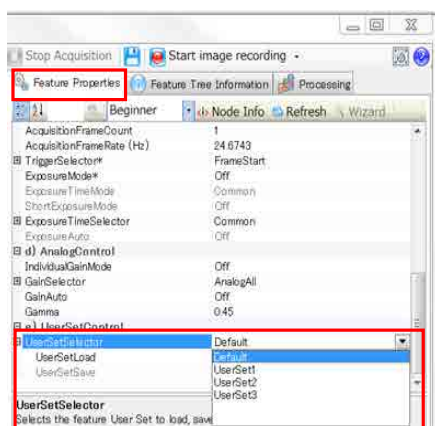 Stop Acquisition Start image recording
Feature Properties Feature Tree Information Processing
Beginner Node Info Refresh Wizard
AcquisitionFrameCount 1
AcquisitionFrameRate (Hz) 24.6743
TriggerSelector* FrameStart
ExposureMode* Off
ExposureTimeMode Common
ShortExposureMode Off
ExposureTimeSelector Common
ExposureAuto Off
d) AnalogControl
IndividualGainMode Off
GainSelector AnalogAll
GainAuto Off
Gamma 0.45
e) UserSetControl
UserSetSelector Default
UserSetLoad Default
UserSetSave UserSet1
UserSet2
UserSet3
UserSetSelector
Selects the feature User Set to load, save